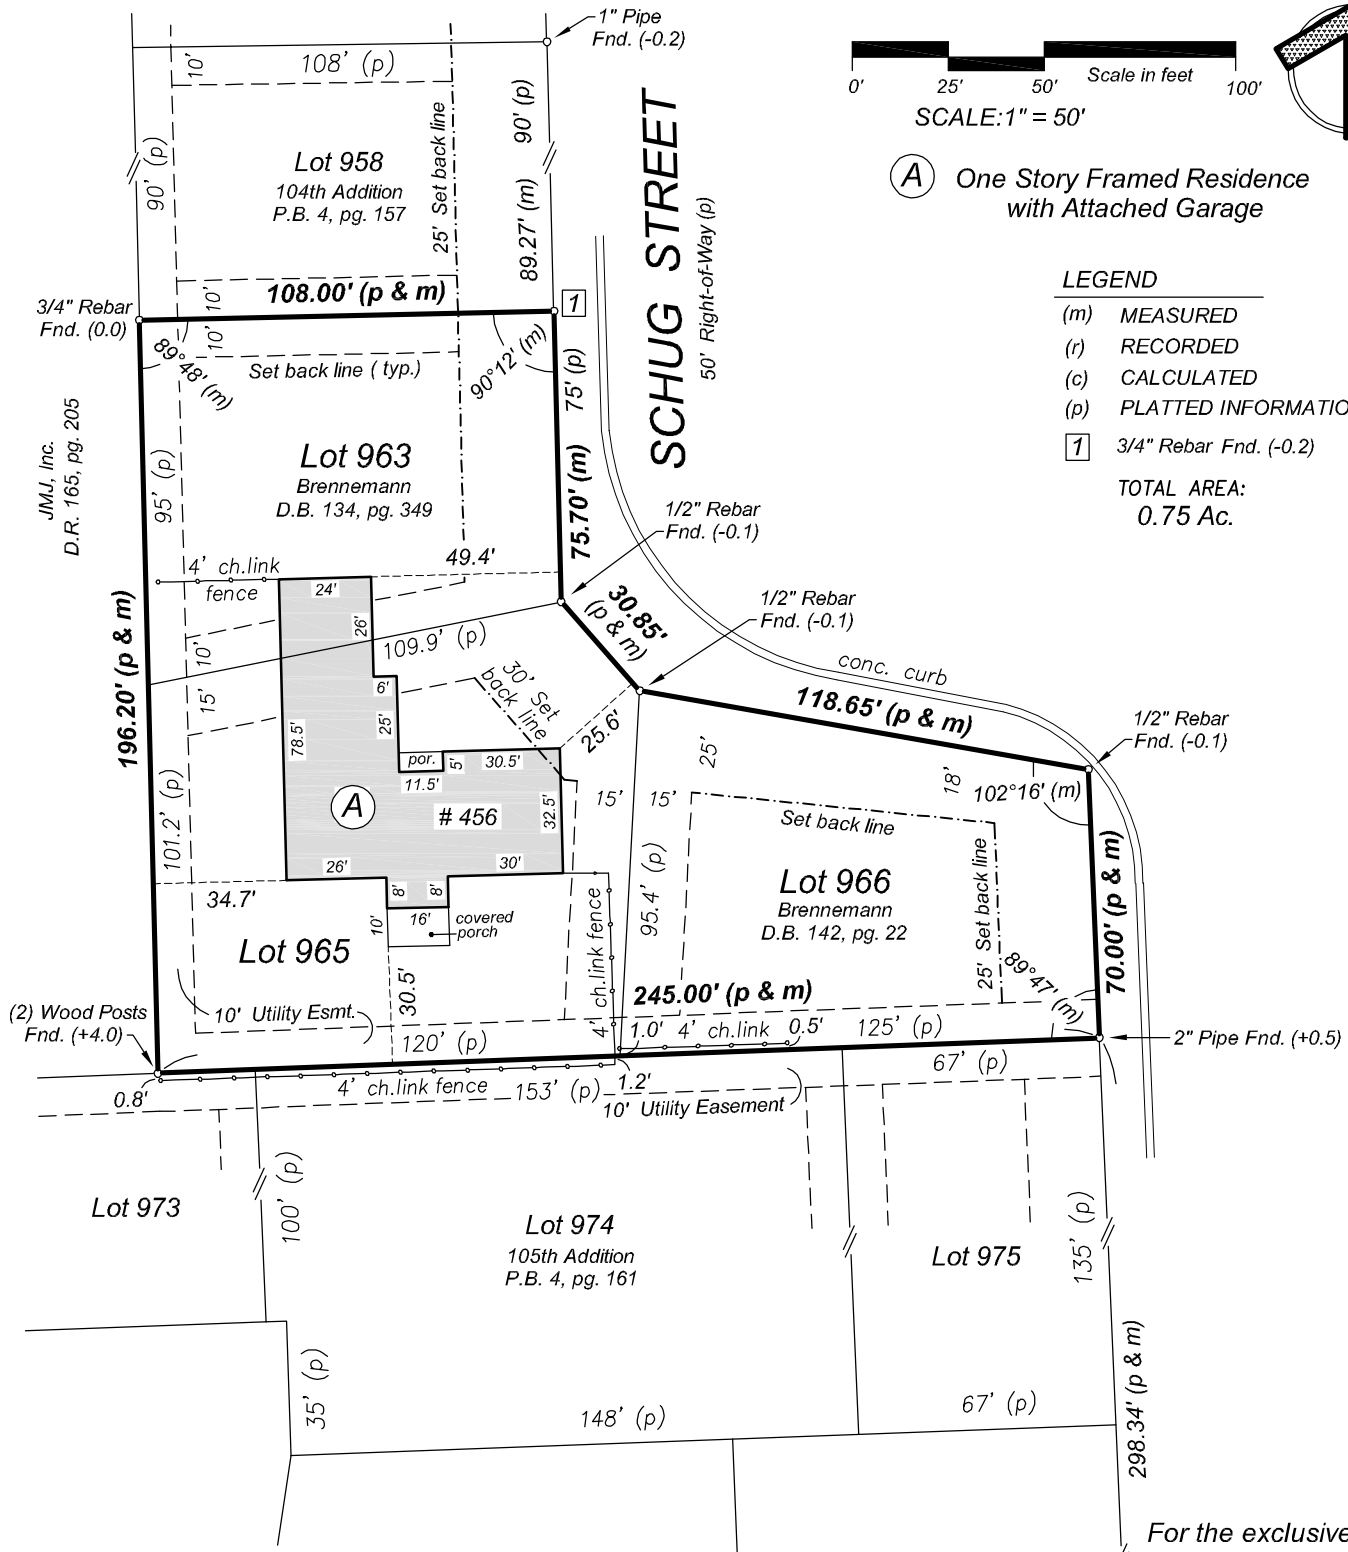 1" Pipe
Fnd. (-0.2)
10'
108' (p)
90' (p)
90' (p)
25' Set back line
89.27' (m)
Lot 958
104th Addition
P.B. 4, pg. 157
SCHUG STREET
50' Right-of-Way (p)
0'
25'
50'
Scale in feet
100'
SCALE:1" = 50'
A
One Story Framed Residence
with Attached Garage
LEGEND
(m) MEASURED
(r) RECORDED
(c) CALCULATED
(p) PLATTED INFORMATIO
1 3/4" Rebar Fnd. (-0.2)
TOTAL AREA:
0.75 Ac.
3/4" Rebar
Fnd. (0.0)
10'
108.00' (p & m)
1
10'
89°48' (m)
Set back line ( typ.)
90°12' (m)
75' (p)
75.70' (m)
JMJ, Inc.
D.R. 165, pg. 205
95' (p)
Lot 963
Brennemann
D.B. 134, pg. 349
1/2" Rebar
Fnd. (-0.1)
4' ch.link
fence
49.4'
24'
26'
196.20' (p & m)
10'
109.9' (p)
30.85'
(p & m)
1/2" Rebar
Fnd. (-0.1)
15'
6'
25'
30' Set
back line
25.6'
conc. curb
118.65' (p & m)
1/2" Rebar
Fnd. (-0.1)
78.5'
por.
5'
30.5'
11.5'
25'
18'
102°16' (m)
A
# 456
32.5'
15'
15'
Set back line
101.2' (p)
26'
30'
34.7'
8'
8'
16'
10'
covered
porch
95.4' (p)
Lot 966
Brennemann
D.B. 142, pg. 22
25' Set back line
70.00' (p & m)
Lot 965
4' ch.link fence
30.5'
89°47' (m)
245.00' (p & m)
(2) Wood Posts
Fnd. (+4.0)
10' Utility Esmt.
120' (p)
1.0'
4' ch.link
0.5'
125' (p)
2" Pipe Fnd. (+0.5)
0.8'
4' ch.link fence
153' (p)
1.2'
10' Utility Easement
67' (p)
Lot 973
100' (p)
Lot 974
105th Addition
P.B. 4, pg. 161
Lot 975
135' (p)
35' (p)
148' (p)
67' (p)
298.34' (p & m)
For the exclusive